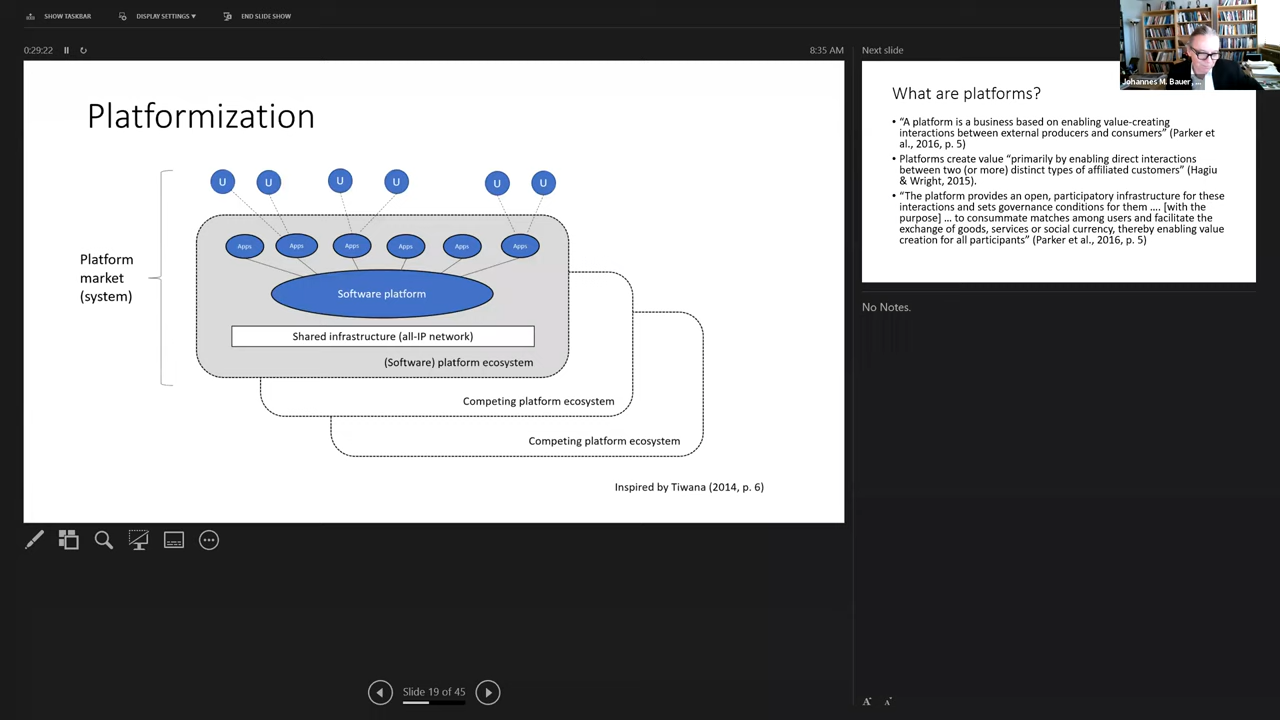 SHOW TASKBAR
DISPLAY SETTINGS ▾
END SLIDE SHOW
0:29:22
8:35 AM
Platformization
U U U U U U
Apps Apps Apps Apps Apps Apps
Platform
market
(system)
Software platform
Shared infrastructure (all-IP network)
(Software) platform ecosystem
Competing platform ecosystem
Competing platform ecosystem
Inspired by Tiwana (2014, p. 6)
Slide 19 of 45
Next slide
Johannes M. Bauer, ...
What are platforms?
• “A platform is a business based on enabling value-creating
interactions between external producers and consumers” (Parker et
al., 2016, p. 5)
• Platforms create value “primarily by enabling direct interactions
between two (or more) distinct types of affiliated customers” (Hagiu
& Wright, 2015).
• “The platform provides an open, participatory infrastructure for these
interactions and sets governance conditions for them .... [with the
purpose] ... to consummate matches among users and facilitate the
exchange of goods, services or social currency, thereby enabling value
creation for all participants” (Parker et al., 2016, p. 5)
No Notes.
A A